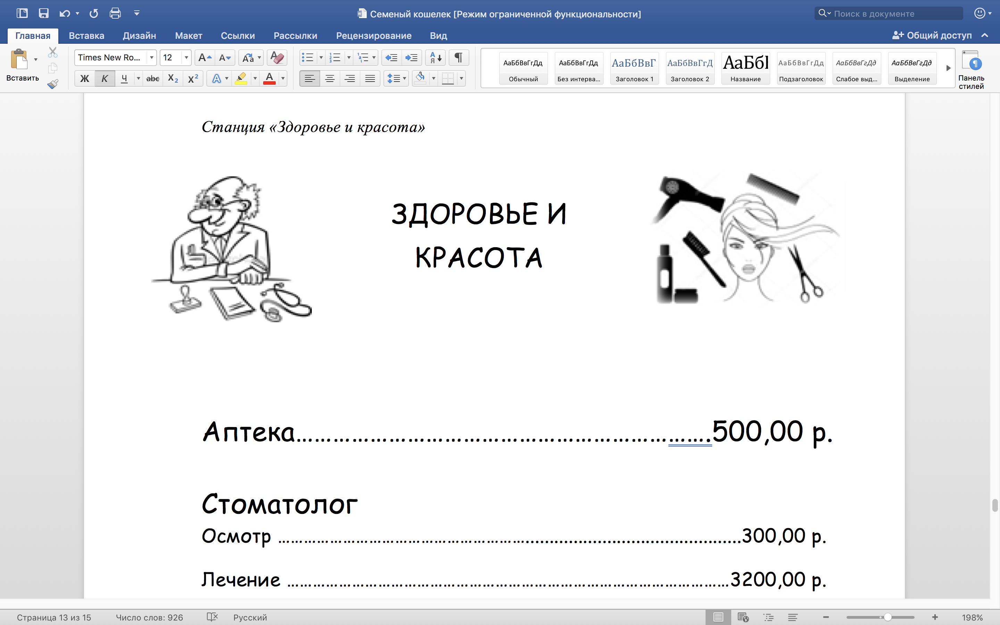 Семеный кошелек [Режим ограниченной функциональности]
Поиск в документе
Главная Вставка Дизайн Макет Ссылки Рассылки Рецензирование Вид Общий доступ
Вставить
Times New Ro... 12
Ж К Ч abc X₂ X²
АаБбВвГгДд АаБбВвГгДд АаБбВвГ АаБбВвГгД АаБбІ АаБбВвГгДд АаБбВвГгДд АаБбВвГгДд
Обычный Без интерва... Заголовок 1 Заголовок 2 Название Подзаголовок Слабое выд... Выделение
Панель стилей
Станция «Здоровье и красота»
ЗДОРОВЬЕ И
КРАСОТА
Аптека…………………………………………………………….500,00 р.
Стоматолог
Осмотр …………………………………………………..............................................300,00 р.
Лечение …………………………………………………………………………………………3200,00 р.
Страница 13 из 15 Число слов: 926 Русский 198%